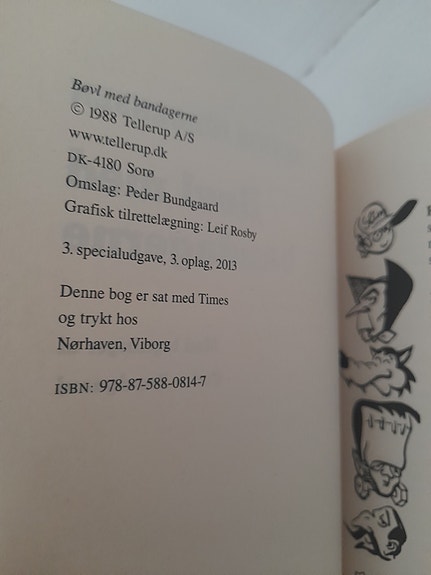 Bøvl med bandagerne
© 1988 Tellerup A/S
www.tellerup.dk
DK-4180 Sorø
Omslag: Peder Bundgaard
Grafisk tilrettelægning: Leif Rosby
3. specialudgave, 3. oplag, 2013
Denne bog er sat med Times
og trykt hos
Nørhaven, Viborg
ISBN: 978-87-588-0814-7